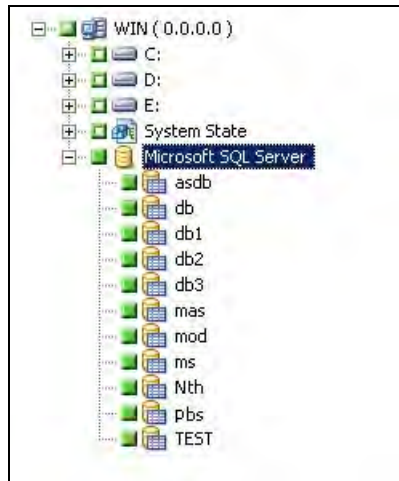 WIN ( 0.0.0.0 )
C:
D:
E:
System State
Microsoft SQL Server
asdb
db
db1
db2
db3
mas
mod
ms
Nth
pbs
TEST